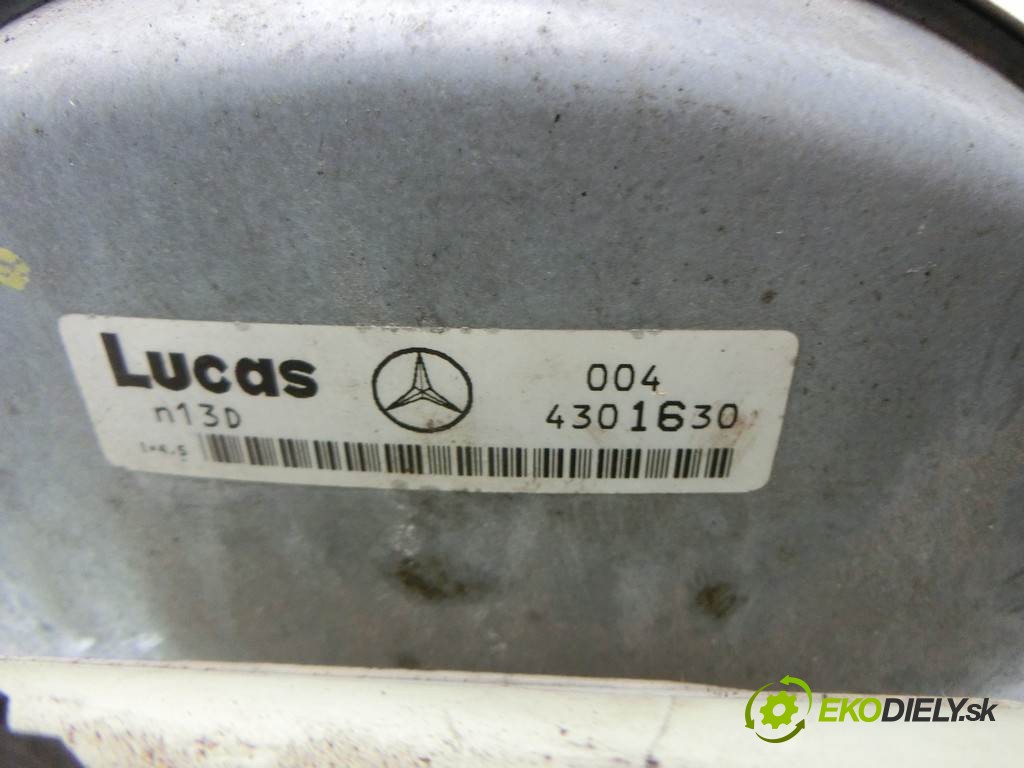 Lucas
n13D
004
4301630
EKODIELY.sk